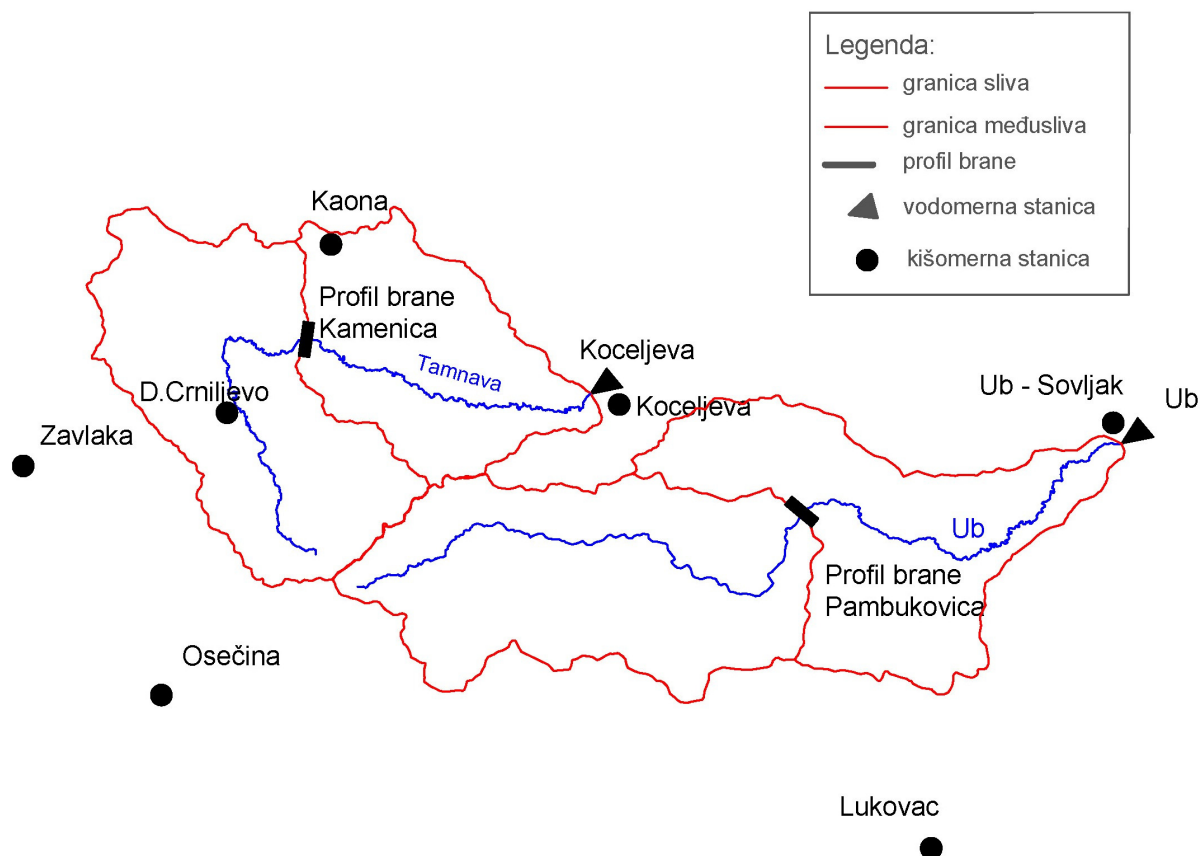 Legenda:
granica sliva
granica međusliva
profil brane
vodomerna stanica
kišomerna stanica
Kaona
Profil brane
Kamenica
Koceljeva
Tamnava
Ub - Sovljak
Ub
D.Crniljevo
Koceljeva
Zavlaka
Ub
Profil brane
Pambukovica
Osečina
Lukovac